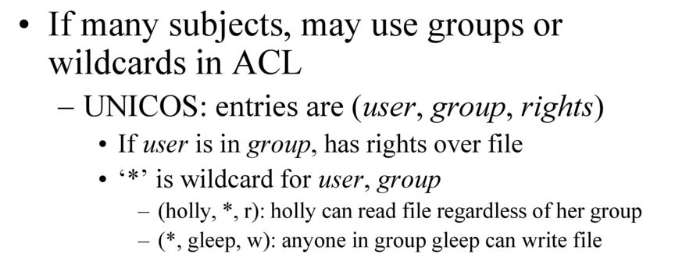 • If many subjects, may use groups or
wildcards in ACL
– UNICOS: entries are (user, group, rights)
• If user is in group, has rights over file
• ‘*’ is wildcard for user, group
– (holly, *, r): holly can read file regardless of her group
– (*, gleep, w): anyone in group gleep can write file